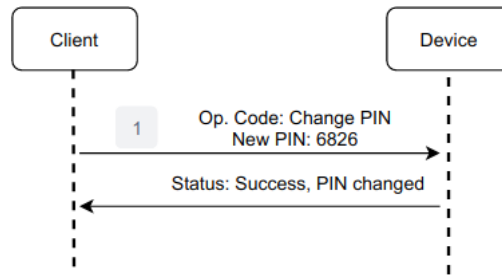 Client
Device
1
Op. Code: Change PIN
New PIN: 6826
Status: Success, PIN changed